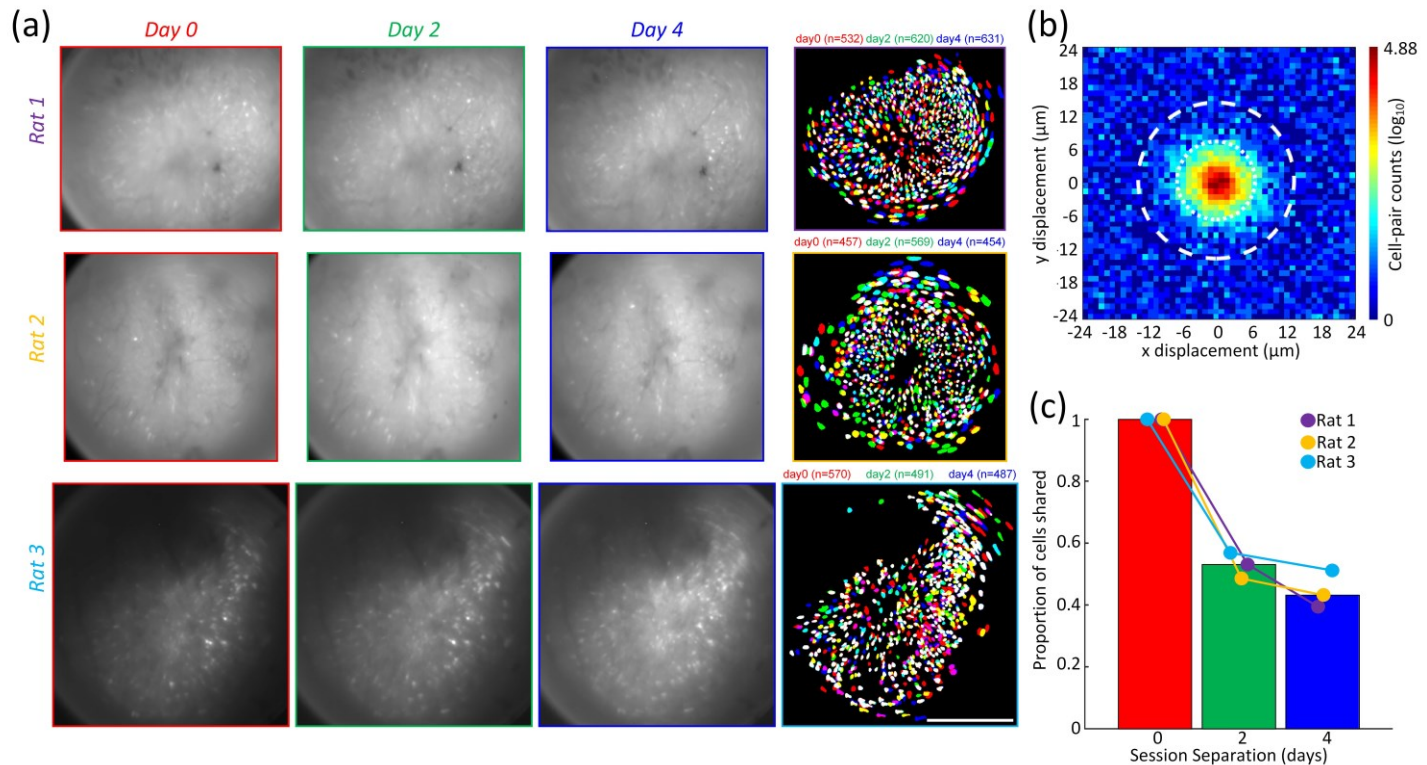 (a)
Day 0
Day 2
Day 4
Rat 1
day0 (n=532) day2 (n=620) day4 (n=631)
Rat 2
day0 (n=457) day2 (n=569) day4 (n=454)
Rat 3
day0 (n=570) day2 (n=491) day4 (n=487)
(b)
24
18
12
6
0
-6
-12
-18
-24
y displacement (μm)
-24 -18 -12 -6 0 6 12 18 24
x displacement (μm)
4.88
0
Cell-pair counts (log₁₀)
(c)
1
0.8
0.6
0.4
0.2
0
Proportion of cells shared
Rat 1
Rat 2
Rat 3
0 2 4
Session Separation (days)